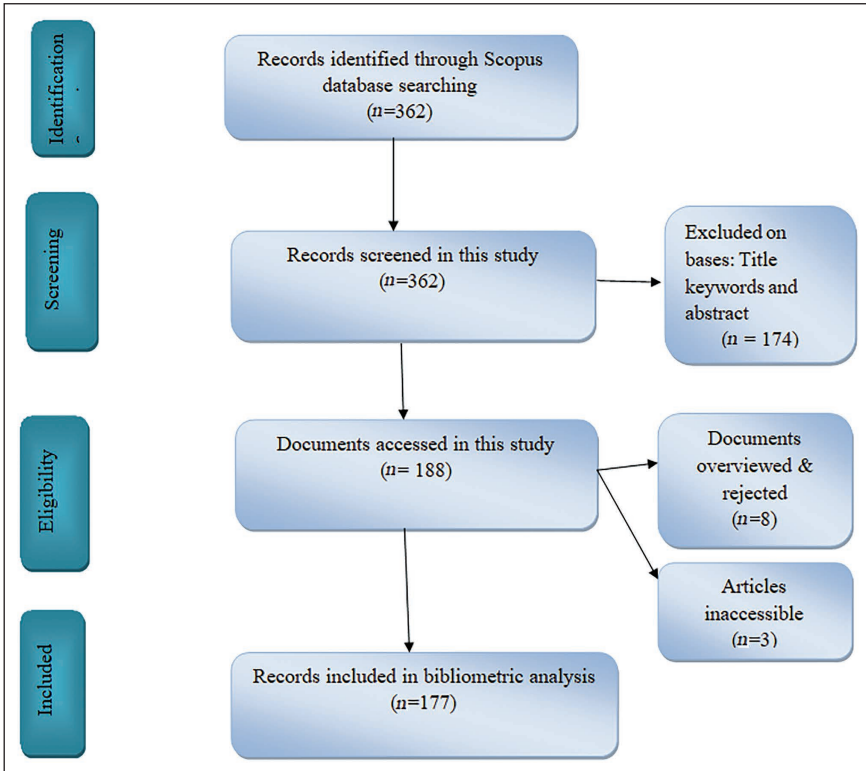 Identification
Records identified through Scopus
database searching
(n=362)
Screening
Records screened in this study
(n=362)
Excluded on
bases: Title
keywords and
abstract
(n = 174)
Eligibility
Documents accessed in this study
(n= 188)
Documents
overviewed &
rejected
(n=8)
Articles
inaccessible
(n=3)
Included
Records included in bibliometric analysis
(n=177)